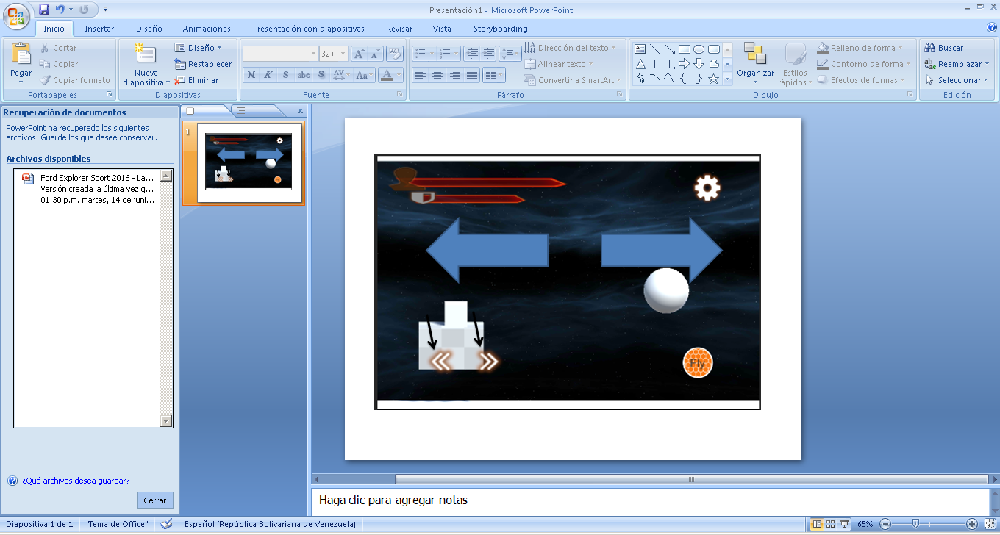 Presentación1 - Microsoft PowerPoint
Inicio Insertar Diseño Animaciones Presentación con diapositivas Revisar Vista Storyboarding
Pegar
Cortar
Copiar
Copiar formato
Portapapeles
Nueva diapositiva
Diseño
Restablecer
Eliminar
Diapositivas
32+
N K S abc S AV Aa A
Fuente
Dirección del texto
Alinear texto
Convertir a SmartArt
Párrafo
Organizar
Estilos rápidos
Relleno de forma
Contorno de forma
Efectos de formas
Dibujo
Buscar
Reemplazar
Seleccionar
Edición
Recuperación de documentos
PowerPoint ha recuperado los siguientes
archivos. Guarde los que desee conservar.
Archivos disponibles
Ford Explorer Sport 2016 - La...
Versión creada la última vez q...
01:30 p.m. martes, 14 de juni...
¿Qué archivos desea guardar?
Cerrar
1
Fly
Haga clic para agregar notas
Diapositiva 1 de 1 "Tema de Office" Español (República Bolivariana de Venezuela) 65%